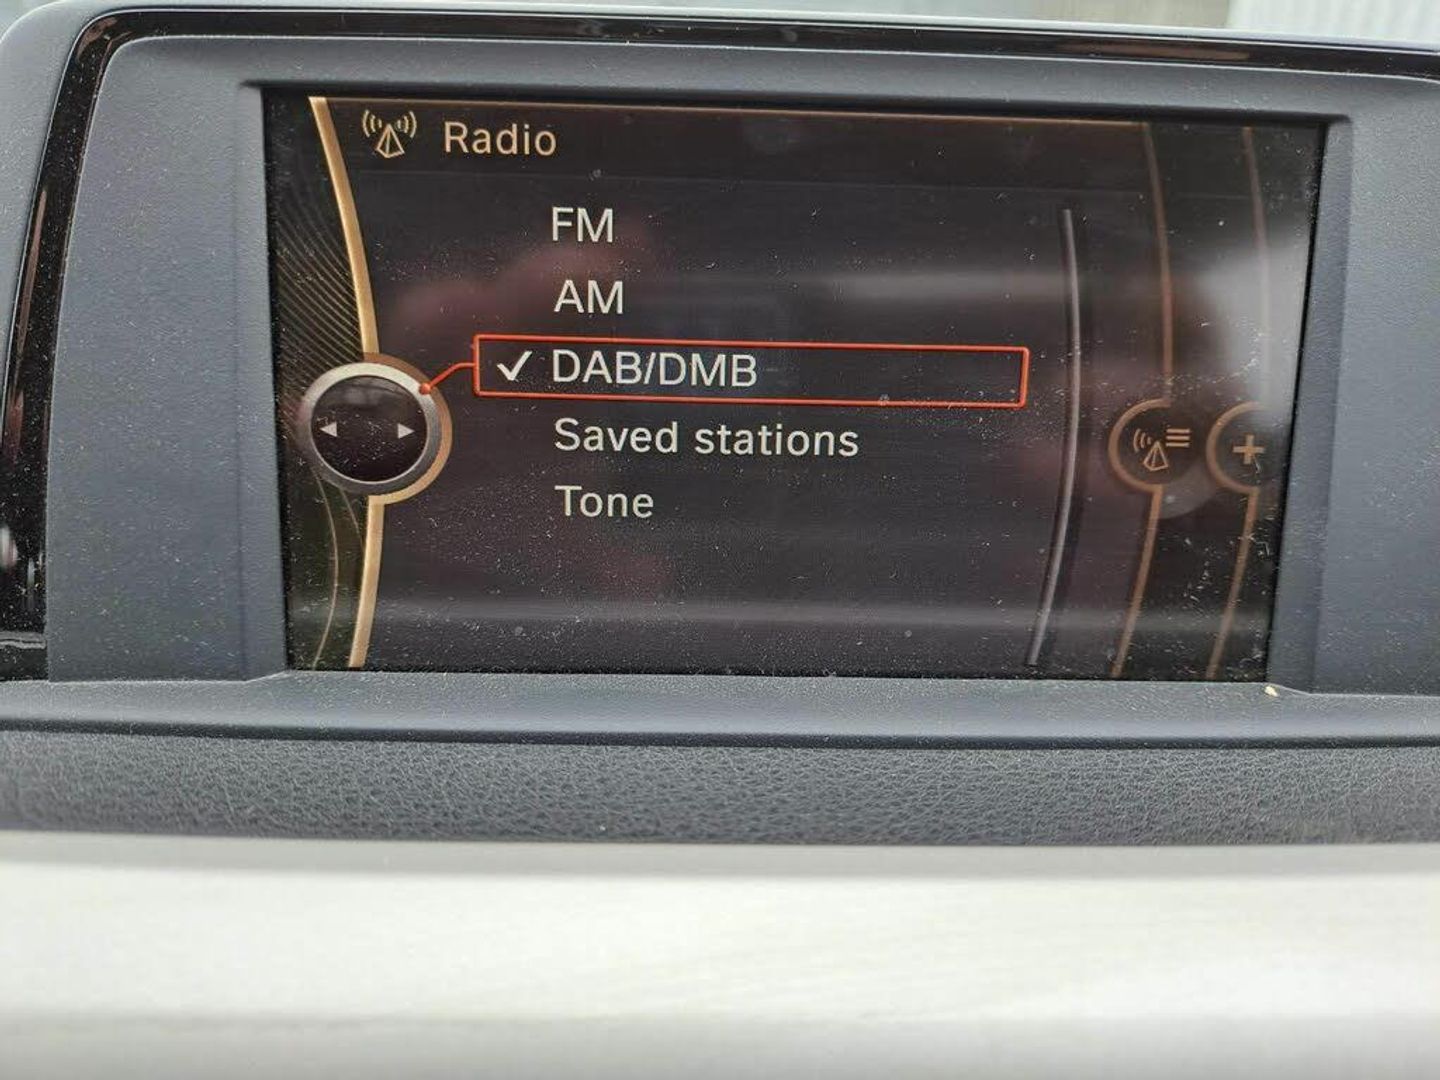 Radio
FM
AM
✓ DAB/DMB
Saved stations
Tone